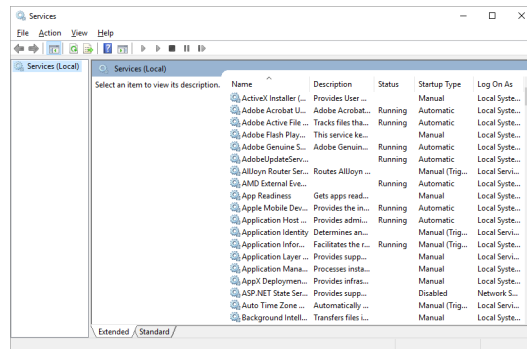 Services
File Action View Help
Services (Local)
Services (Local)
Select an item to view its description.
Name Description Status Startup Type Log On As
ActiveX Installer (... Provides User ... Manual Local Syste...
Adobe Acrobat U... Adobe Acrobat... Running Automatic Local Syste...
Adobe Active File ... Tracks files tha... Running Automatic Local Syste...
Adobe Flash Play... This service ke... Manual Local Syste...
Adobe Genuine S... Adobe Genuin... Running Automatic Local Syste...
AdobeUpdateServ... Running Automatic Local Syste...
AllJoyn Router Ser... Routes AllJoyn ... Manual (Trig... Local Servi...
AMD External Eve... Running Automatic Local Syste...
App Readiness Gets apps read... Manual Local Syste...
Apple Mobile Dev... Provides the in... Running Automatic Local Syste...
Application Host ... Provides admi... Running Automatic Local Syste...
Application Identity Determines an... Manual (Trig... Local Servi...
Application Infor... Facilitates the r... Running Manual (Trig... Local Syste...
Application Layer ... Provides supp... Manual Local Servi...
Application Mana... Processes insta... Manual Local Syste...
AppX Deploymen... Provides infras... Manual Local Syste...
ASP.NET State Ser... Provides supp... Disabled Network S...
Auto Time Zone ... Automatically ... Manual (Trig... Local Servi...
Background Intell... Transfers files i... Manual Local Syste...
Extended Standard